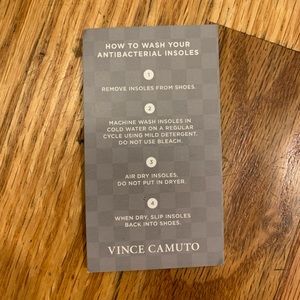 HOW TO WASH YOUR
ANTIBACTERIAL INSOLES
1
REMOVE INSOLES FROM SHOES.
2
MACHINE WASH INSOLES IN
COLD WATER ON A REGULAR
CYCLE USING MILD DETERGENT.
DO NOT USE BLEACH.
3
AIR DRY INSOLES,
DO NOT PUT IN DRYER.
4
WHEN DRY, SLIP INSOLES
BACK INTO SHOES.
VINCE CAMUTO